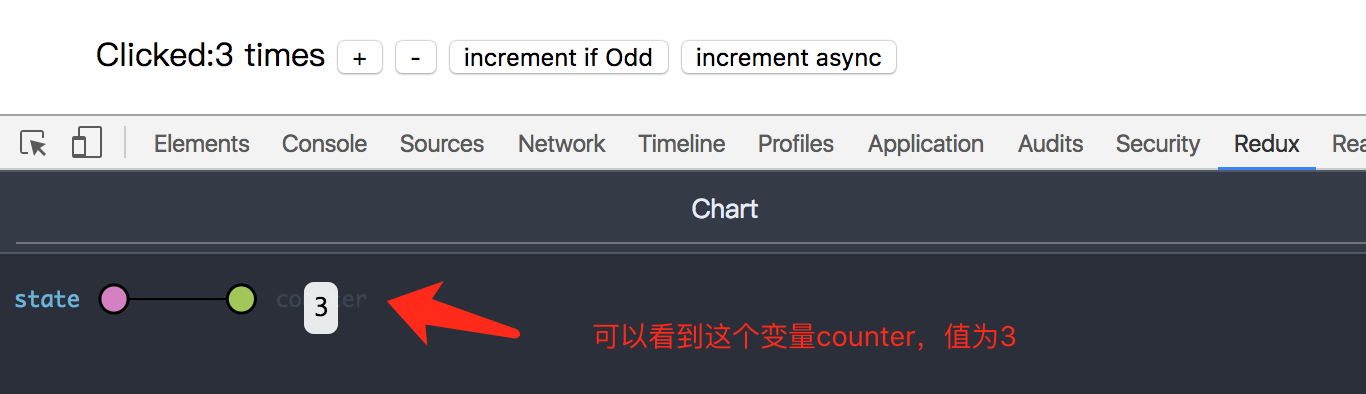 Clicked:3 times + - increment if Odd increment async
Elements Console Sources Network Timeline Profiles Application Audits Security Redux Rea
Chart
state counter 3
可以看到这个变量counter，值为3